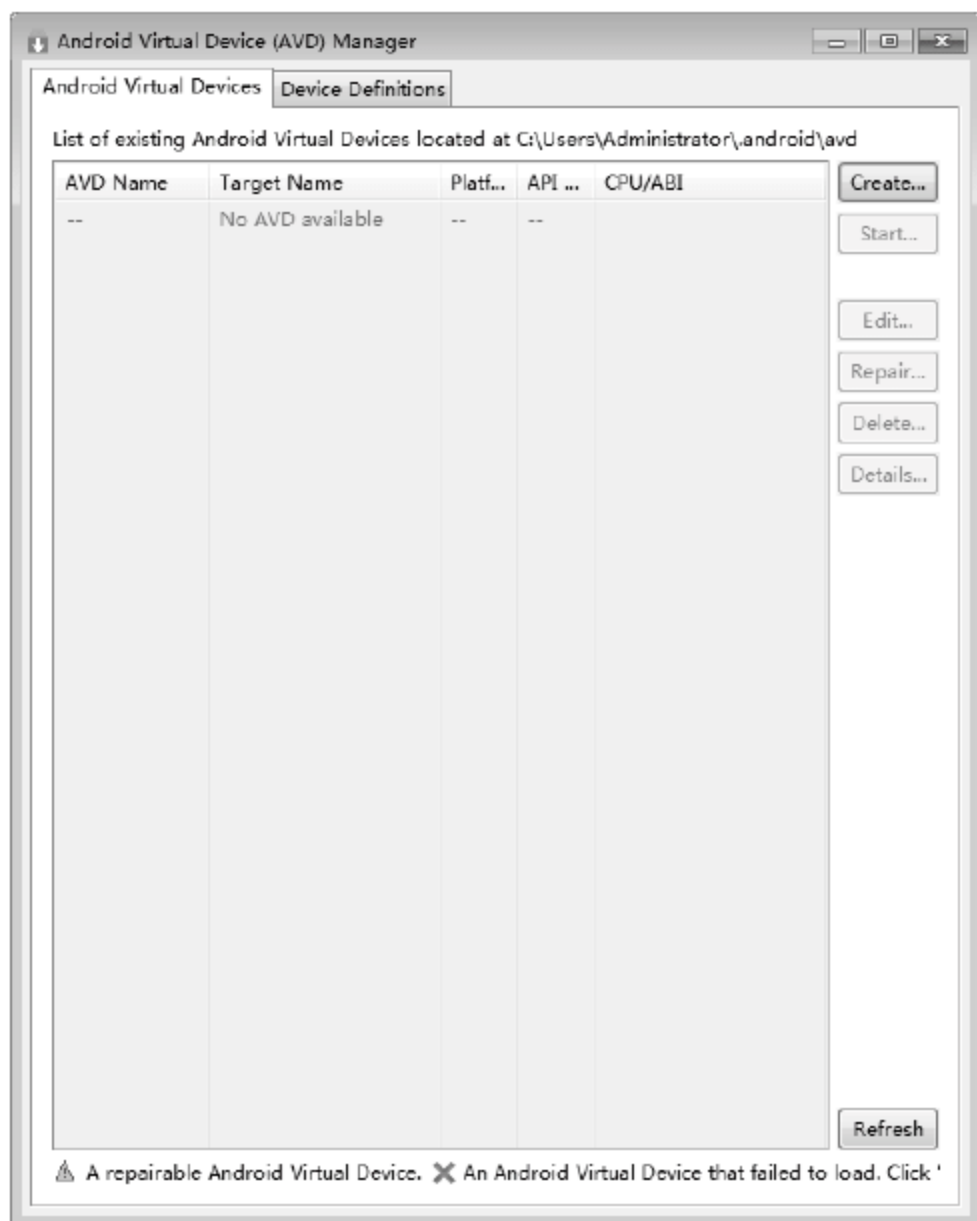 Android Virtual Device (AVD) Manager
Android Virtual Devices
Device Definitions
List of existing Android Virtual Devices located at C:\Users\Administrator\.android\avd
AVD Name Target Name Platf... API ... CPU/ABI
-- No AVD available -- --
Create...
Start...
Edit...
Repair...
Delete...
Details...
Refresh
A repairable Android Virtual Device. An Android Virtual Device that failed to load. Click '